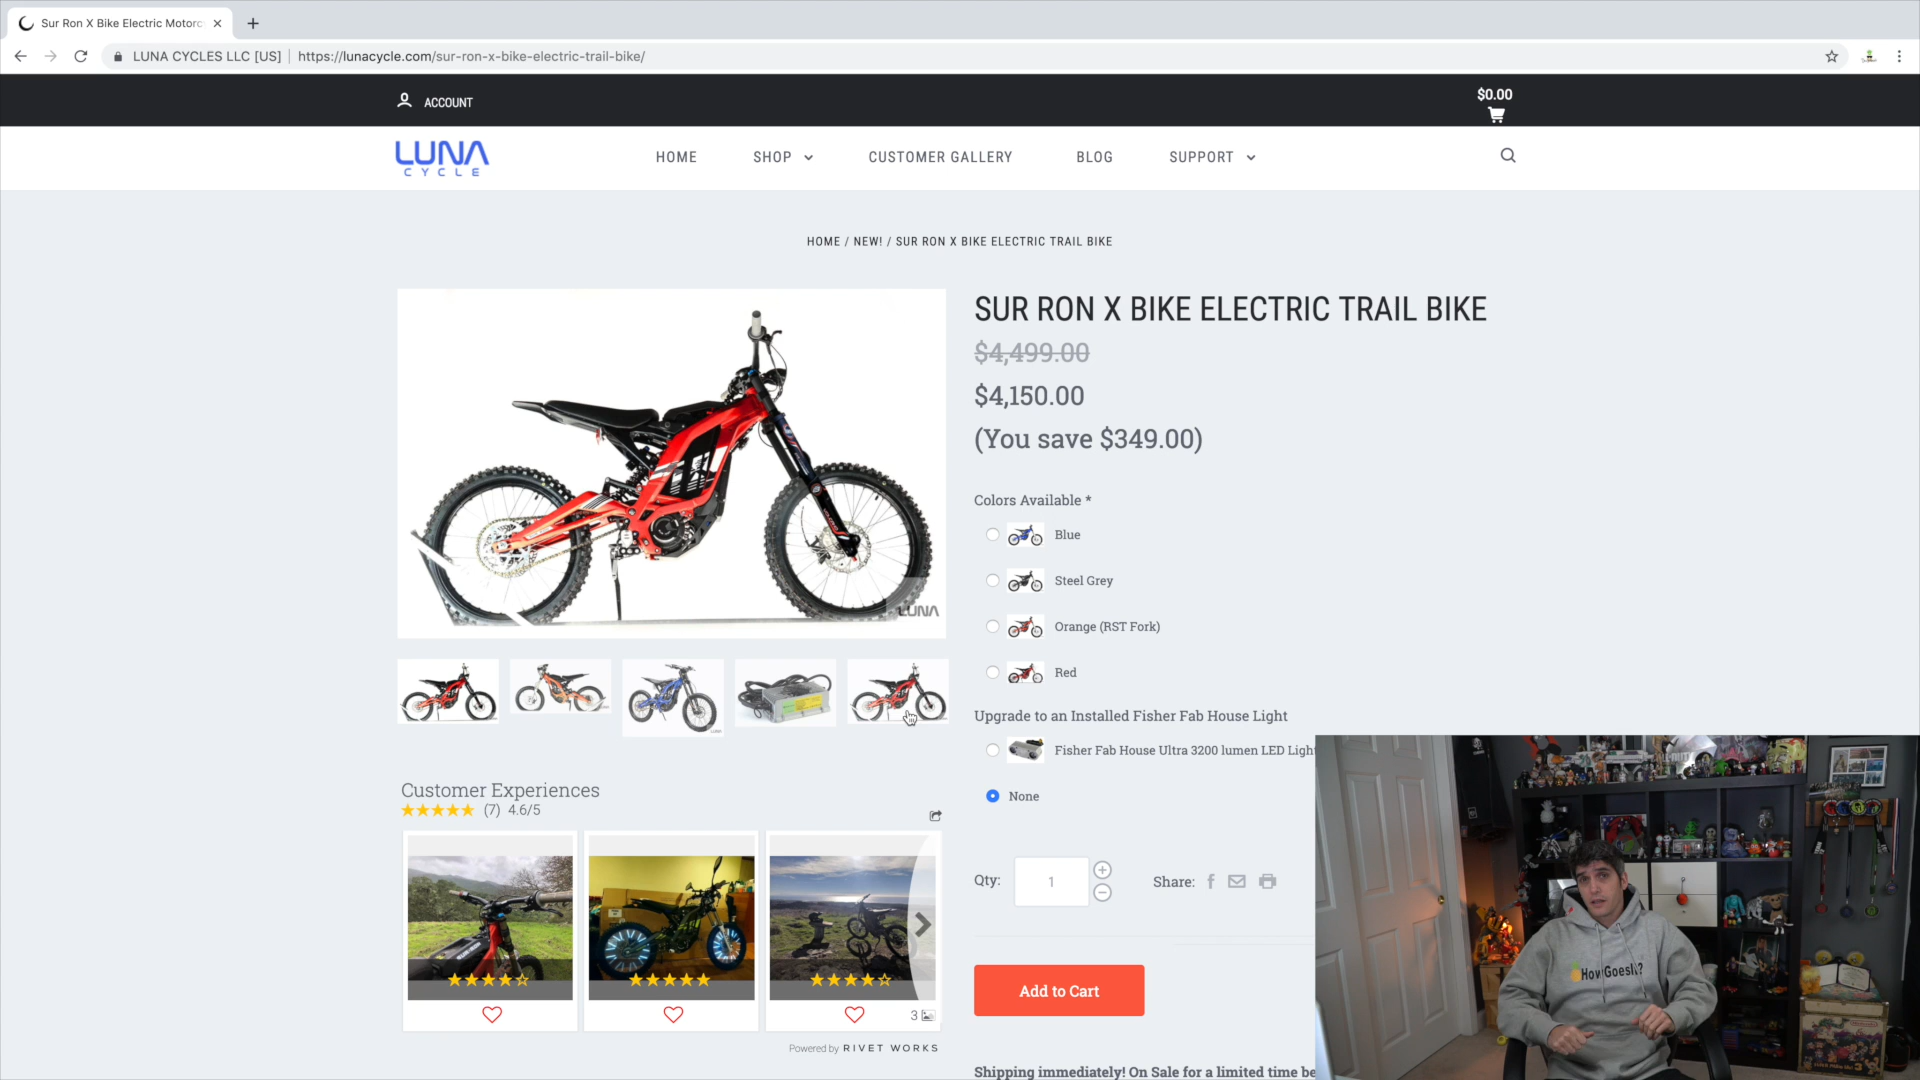 Sur Ron X Bike Electric Motorc
LUNA CYCLES LLC [US]
https://lunacycle.com/sur-ron-x-bike-electric-trail-bike/
ACCOUNT
$0.00
LUNA
CYCLE
HOME
SHOP
CUSTOMER GALLERY
BLOG
SUPPORT
HOME / NEW! / SUR RON X BIKE ELECTRIC TRAIL BIKE
LUNA
SUR RON X BIKE ELECTRIC TRAIL BIKE
$4,499.00
$4,150.00
(You save $349.00)
Colors Available *
Blue
Steel Grey
Orange (RST Fork)
Red
Upgrade to an Installed Fisher Fab House Light
Fisher Fab House Ultra 3200 lumen LED Light
None
Customer Experiences
(7) 4.6/5
3
Powered by RIVET WORKS
Qty:
1
Share:
Add to Cart
Shipping immediately! On Sale for a limited time be
HowGoesIt?